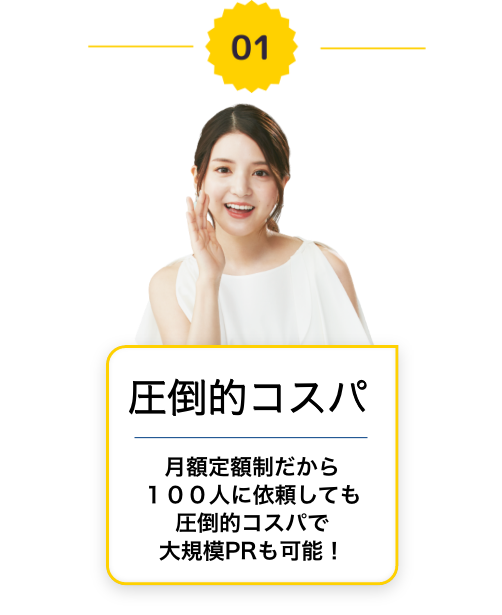 01
圧倒的コスパ
月額定額制だから
１００人に依頼しても
圧倒的コスパで
大規模PRも可能！